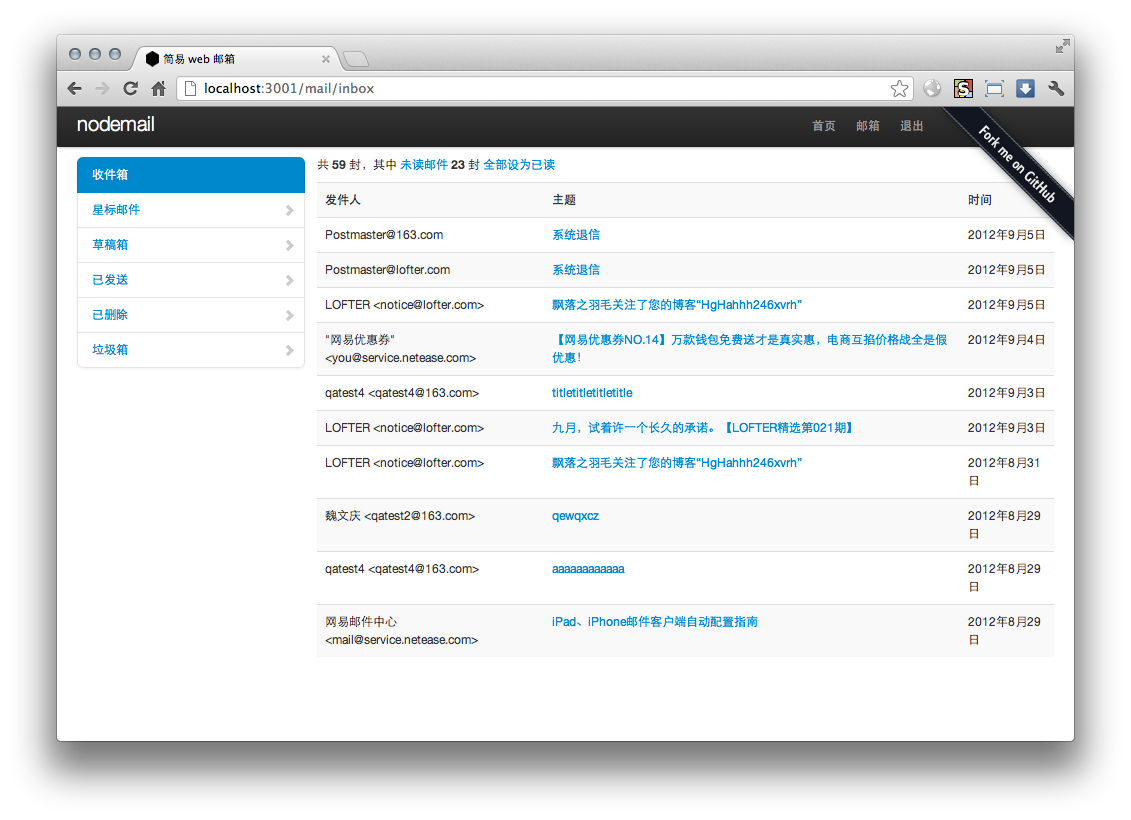 简易 web 邮箱
localhost:3001/mail/inbox
nodemail
首页 邮箱 退出
Fork me on GitHub
收件箱
星标邮件
草稿箱
已发送
已删除
垃圾箱
共 59 封，其中 未读邮件 23 封 全部设为已读
发件人 主题 时间
Postmaster@163.com 系统退信 2012年9月5日
Postmaster@lofter.com 系统退信 2012年9月5日
LOFTER <notice@lofter.com> 飘落之羽毛关注了您的博客“HgHahhh246xvrh” 2012年9月5日
"网易优惠券" 【网易优惠券NO.14】万款钱包免费送才是真实惠，电商互掐价格战全是假 2012年9月4日
<you@service.netease.com> 优惠！
qatest4 <qatest4@163.com> titletitletitletitle 2012年9月3日
LOFTER <notice@lofter.com> 九月，试着许一个长久的承诺。【LOFTER精选第021期】 2012年9月3日
LOFTER <notice@lofter.com> 飘落之羽毛关注了您的博客“HgHahhh246xvrh” 2012年8月31
日
魏文庆 <qatest2@163.com> qewqxcz 2012年8月29
日
qatest4 <qatest4@163.com> aaaaaaaaaaaa 2012年8月29
日
网易邮件中心 iPad、iPhone邮件客户端自动配置指南 2012年8月29
<mail@service.netease.com> 日